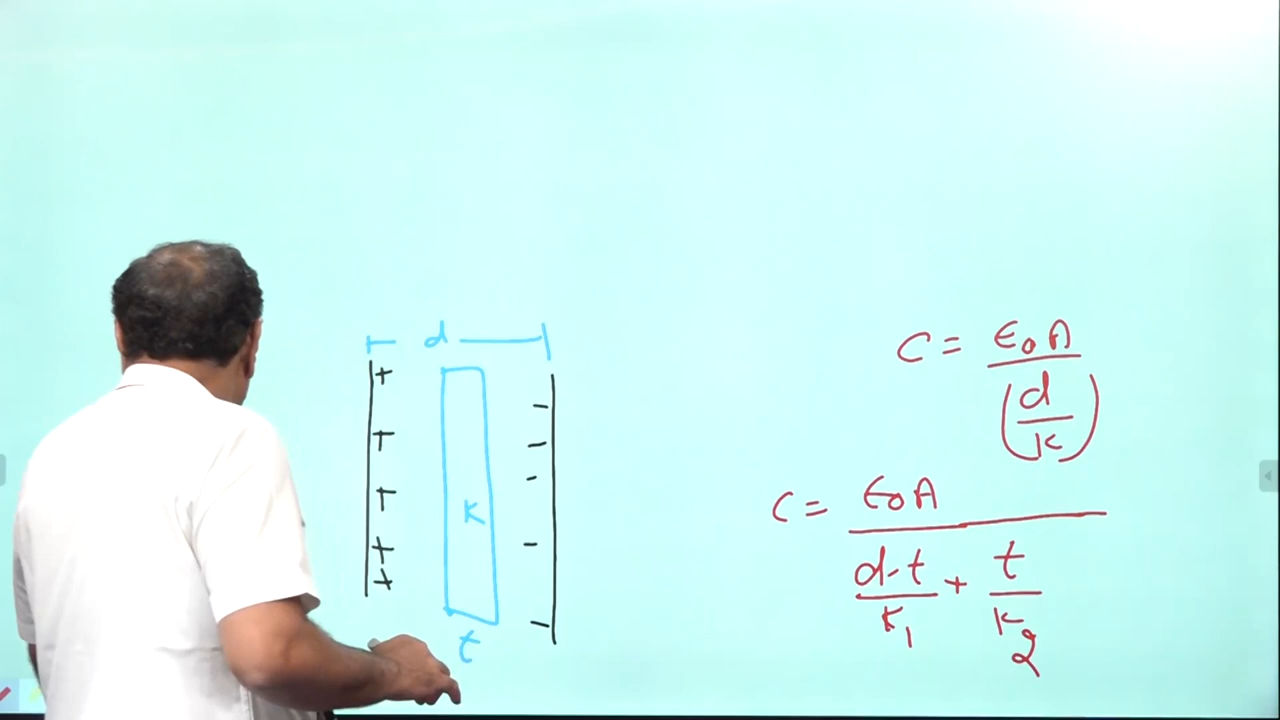 d
+ + + + +
- - - - -
K
t
C = ε₀A / (d/K)
C = ε₀A / ((d-t)/K₁ + t/K₂)